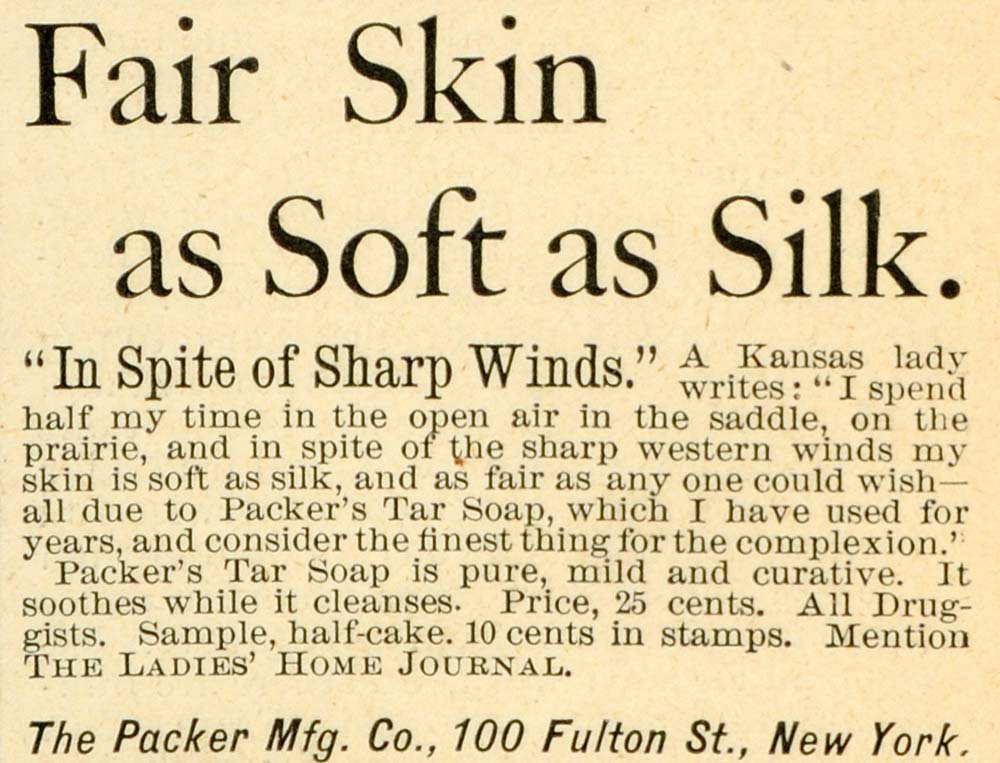 Fair Skin
as Soft as Silk.
“In Spite of Sharp Winds.” A Kansas lady
writes: “I spend
half my time in the open air in the saddle, on the
prairie, and in spite of the sharp western winds my
skin is soft as silk, and as fair as any one could wish—
all due to Packer’s Tar Soap, which I have used for
years, and consider the finest thing for the complexion.”
Packer’s Tar Soap is pure, mild and curative. It
soothes while it cleanses. Price, 25 cents. All Drug-
gists. Sample, half-cake. 10 cents in stamps. Mention
THE LADIES’ HOME JOURNAL.
The Packer Mfg. Co., 100 Fulton St., New York.